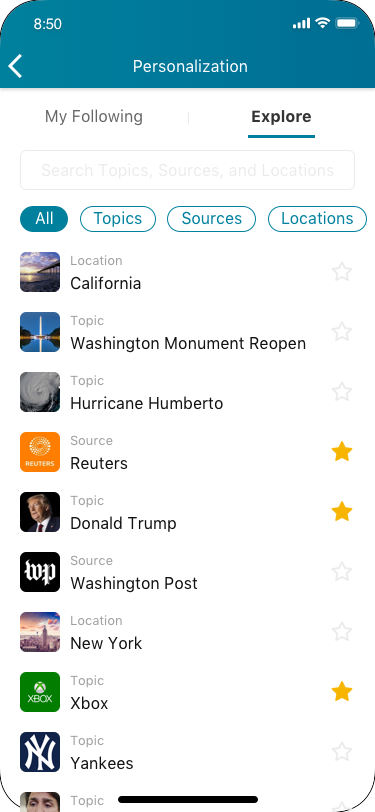 8:50
Personalization
My Following
Explore
Search Topics, Sources, and Locations
All
Topics
Sources
Locations
Location
California
Topic
Washington Monument Reopen
Topic
Hurricane Humberto
REUTERS
Source
Reuters
Topic
Donald Trump
wp
Source
Washington Post
Location
New York
XBOX
Topic
Xbox
NY
Topic
Yankees
Topic